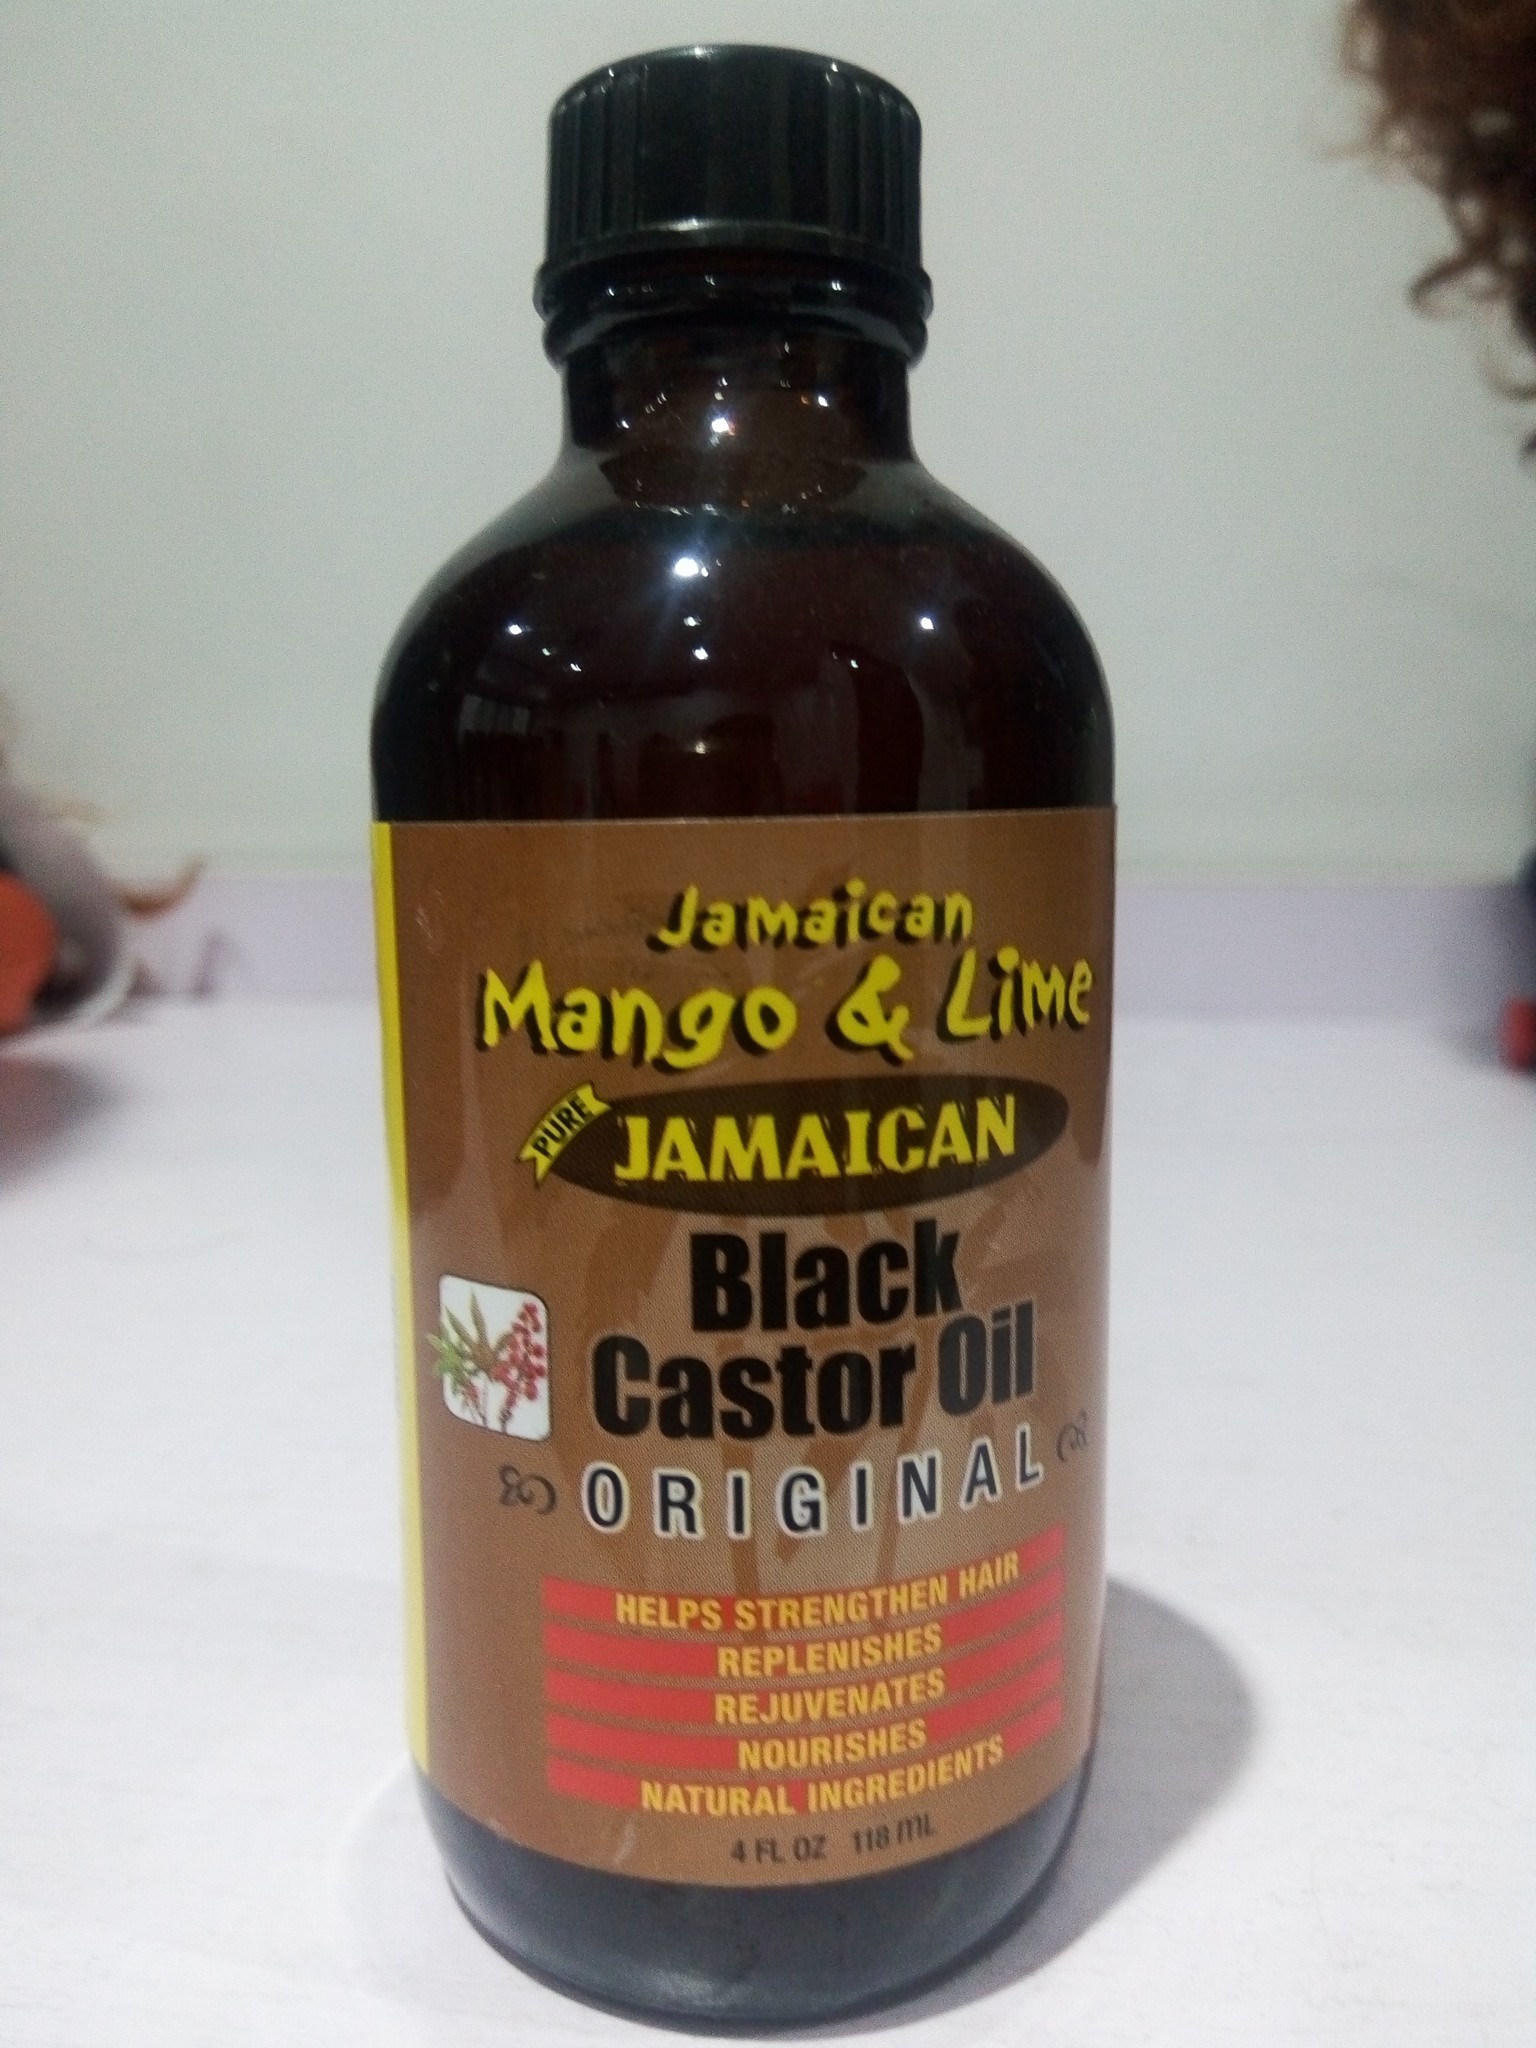 Jamaican
Mango & Lime
PURE
JAMAICAN
Black
Castor Oil
ORIGINAL
HELPS STRENGTHEN HAIR
REPLENISHES
REJUVENATES
NOURISHES
NATURAL INGREDIENTS
4 FL OZ 118 mL